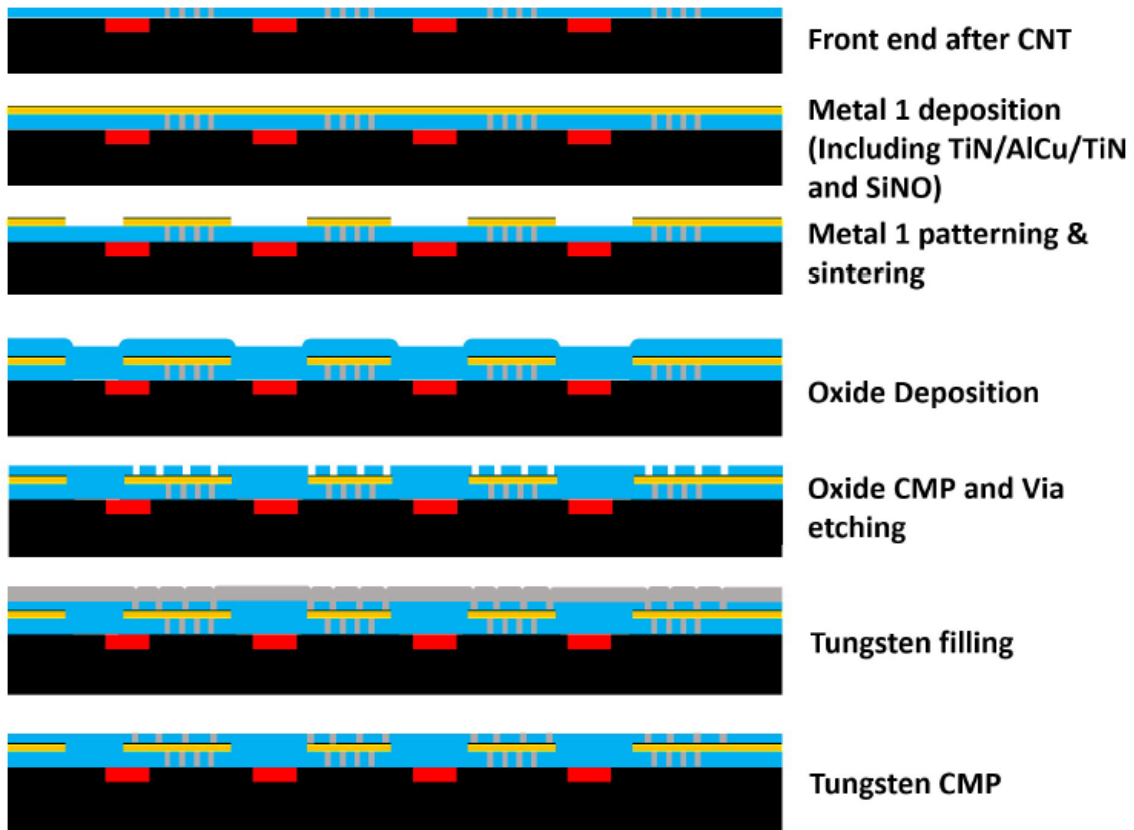 Front end after CNT
Metal 1 deposition
(Including TiN/AlCu/TiN
and SiNO)
Metal 1 patterning &
sintering
Oxide Deposition
Oxide CMP and Via
etching
Tungsten filling
Tungsten CMP